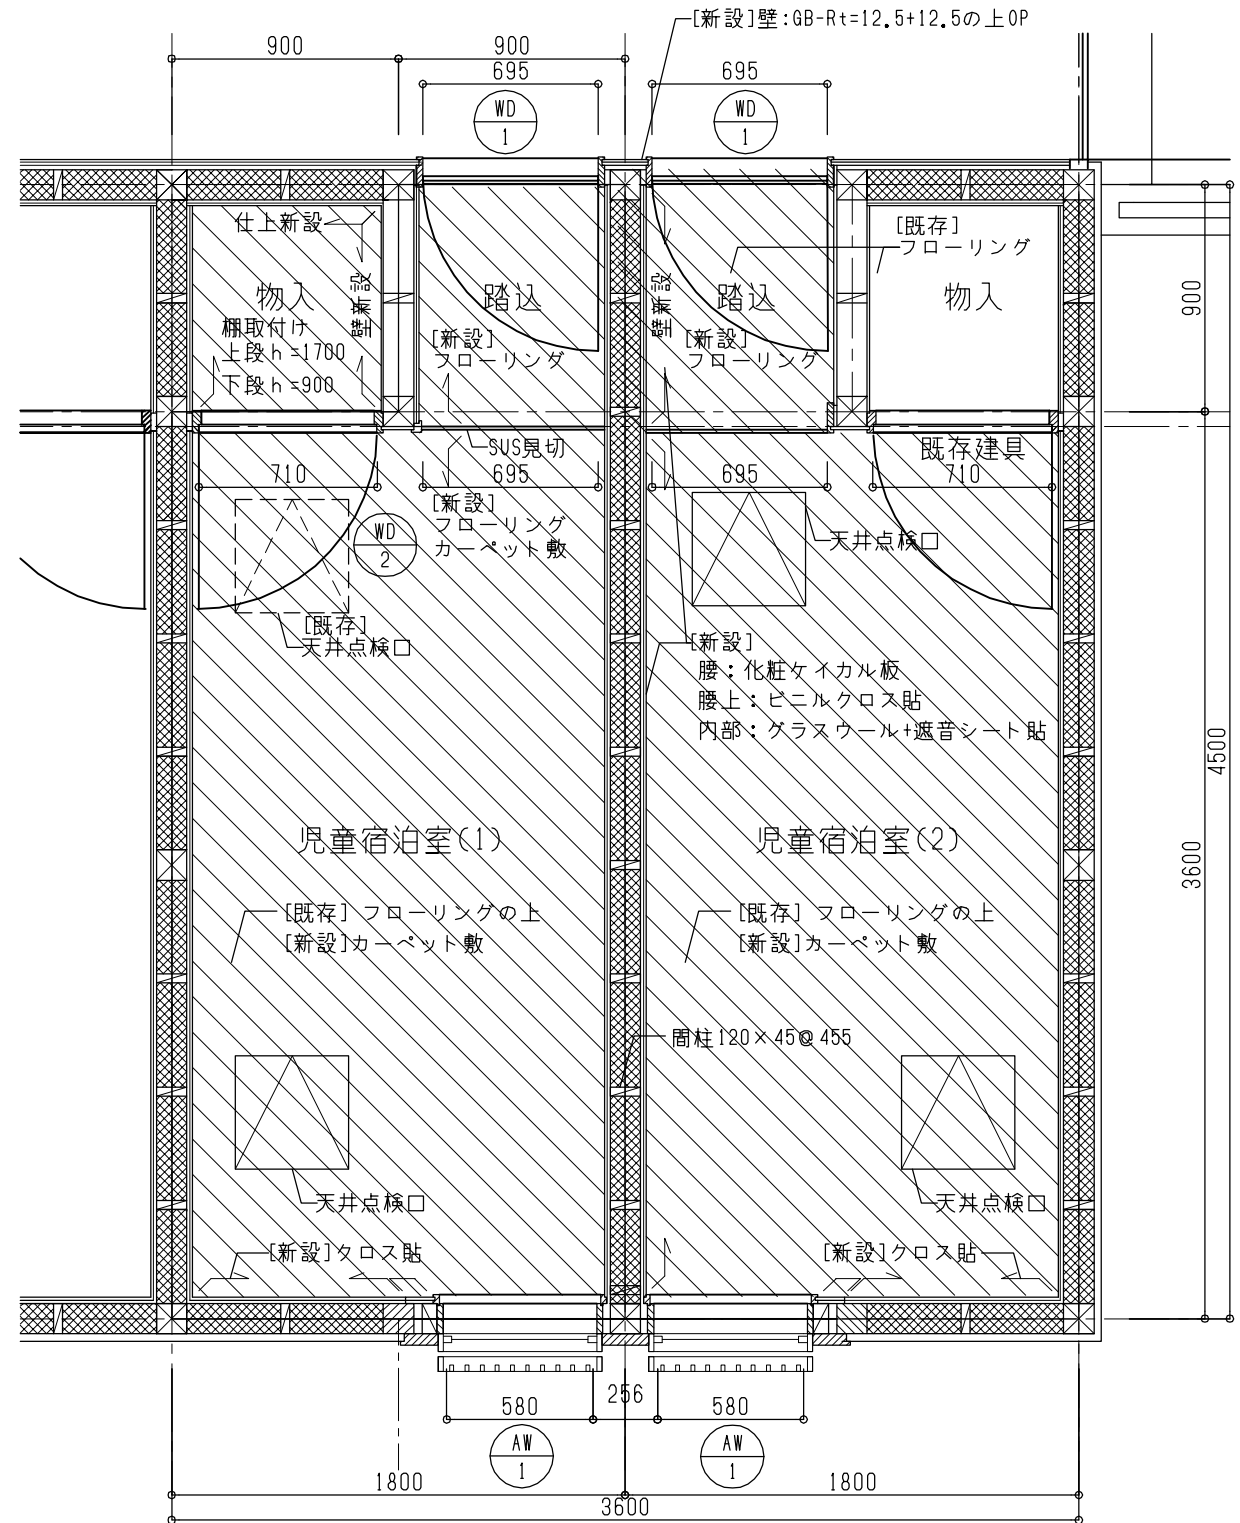 [新設]壁:GB-Rt=12.5+12.5の上OP
900
900
695
695
WD
1
WD
1
仕上新設
物入
棚取付け
上段h=1700
下段h=900
壁新設
踏込
[新設]
フローリング
壁新設
踏込
[新設]
フローリング
[既存]
フローリング
物入
900
SUS見切
既存建具
710
695
695
710
[新設]
フローリング
カーペット敷
WD
2
天井点検口
[既存]
天井点検口
[新設]
腰:化粧ケイカル板
腰上:ビニルクロス貼
内部:グラスウール+遮音シート貼
4500
児童宿泊室(1)
児童宿泊室(2)
3600
[既存] フローリングの上
[新設]カーペット敷
[既存] フローリングの上
[新設]カーペット敷
間柱120×45@455
天井点検口
天井点検口
[新設]クロス貼
[新設]クロス貼
580
256
580
AW
1
AW
1
1800
1800
3600